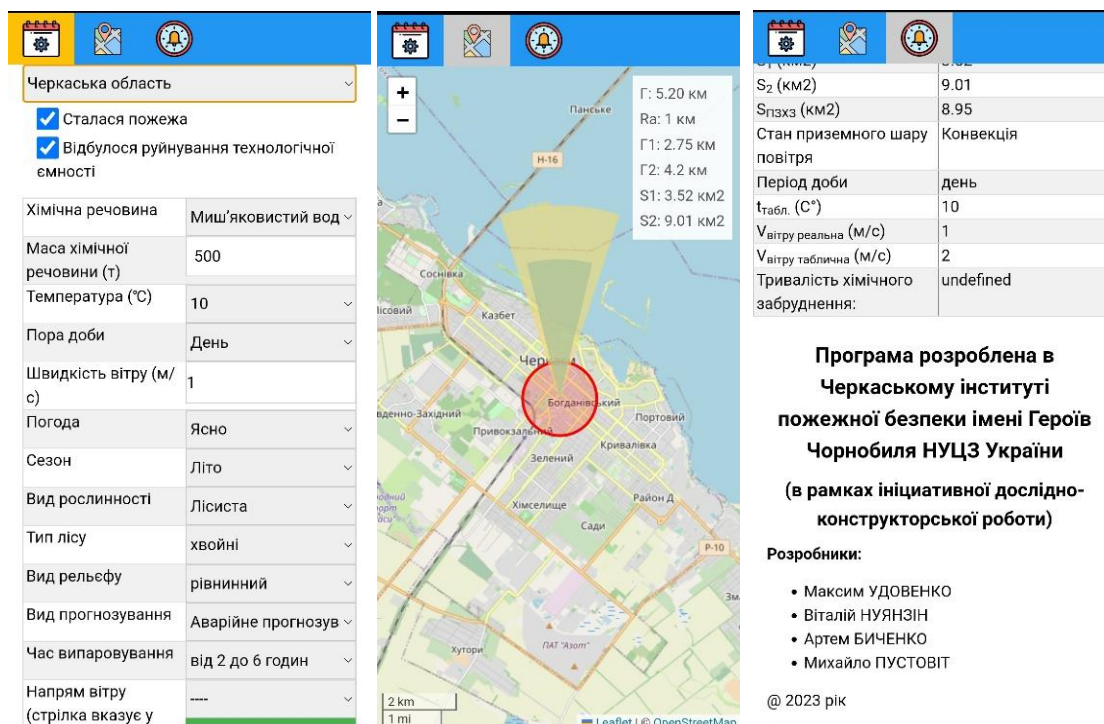 Черкаська область
Сталася пожежа
Відбулося руйнування технологічної
ємності
Хімічна речовина
Миш’яковистий вод
Маса хімічної
речовини (т)
500
Температура (°C)
10
Пора доби
День
Швидкість вітру (м/
с)
1
Погода
Ясно
Сезон
Літо
Вид рослинності
Лісиста
Тип лісу
хвойні
Вид рельєфу
рівнинний
Вид прогнозування
Аварійне прогнозув
Час випаровування
від 2 до 6 годин
Напрям вітру
(стрілка вказує у
----
+
−
Г: 5.20 км
Ra: 1 км
Г1: 2.75 км
Г2: 4.2 км
S1: 3.52 км2
S2: 9.01 км2
Панське
Н-16
Соснівка
Казбет
Богданівський
Портовий
Привокзальний
Кривалівка
Зелений
Хімселище
Район Д
Сади
Р-10
ПАТ "Азот"
Хутори
2 km
1 mi
Leaflet | © OpenStreetMap
S₂ (км2)
9.01
SПЗХЗ (км2)
8.95
Стан приземного шару
повітря
Конвекція
Період доби
день
tтабл. (C°)
10
Vвітру реальна (м/с)
1
Vвітру таблична (м/с)
2
Тривалість хімічного
забруднення:
undefined
Програма розроблена в
Черкаському інституті
пожежної безпеки імені Героїв
Чорнобиля НУЦЗ України
(в рамках ініціативної дослідно-
конструкторської роботи)
Розробники:
• Максим УДОВЕНКО
• Віталій НУЯНЗІН
• Артем БИЧЕНКО
• Михайло ПУСТОВІТ
@ 2023 рік